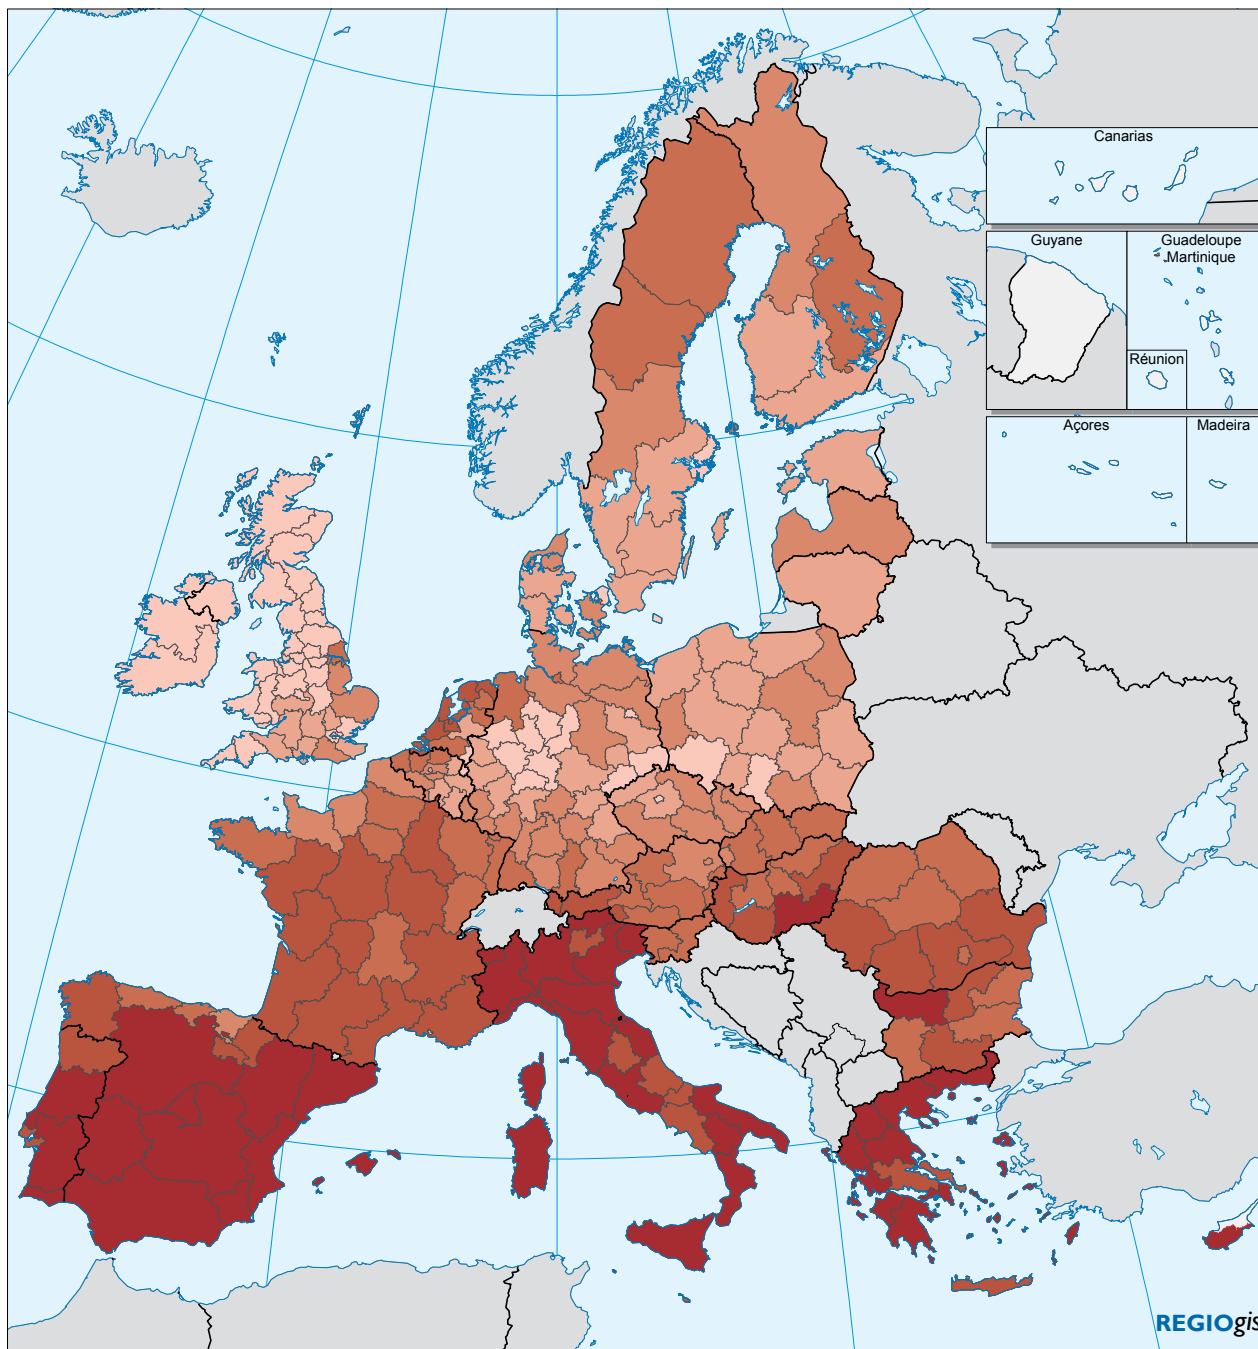 Canarias
Guyane
Guadeloupe
Martinique
Réunion
Açores
Madeira
REGIOgis